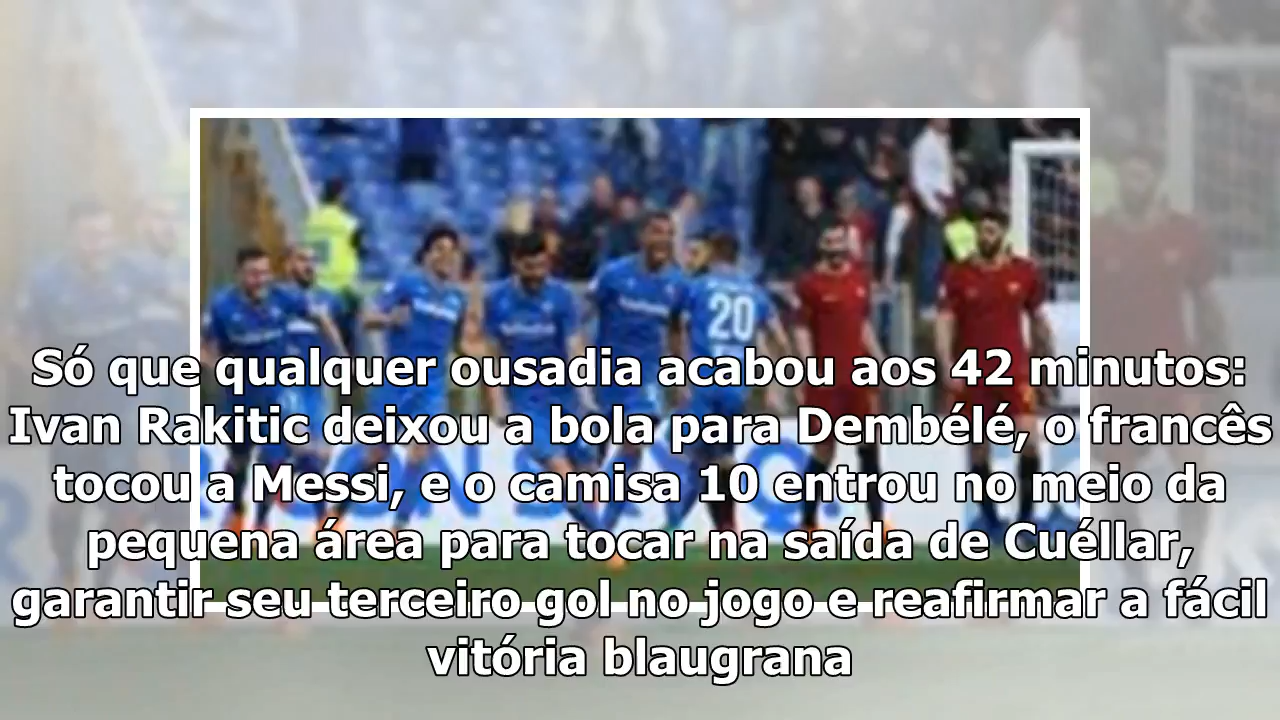 20
Só que qualquer ousadia acabou aos 42 minutos:
Ivan Rakitic deixou a bola para Dembélé, o francês
tocou a Messi, e o camisa 10 entrou no meio da
pequena área para tocar na saída de Cuéllar,
garantir seu terceiro gol no jogo e reafirmar a fácil
vitória blaugrana